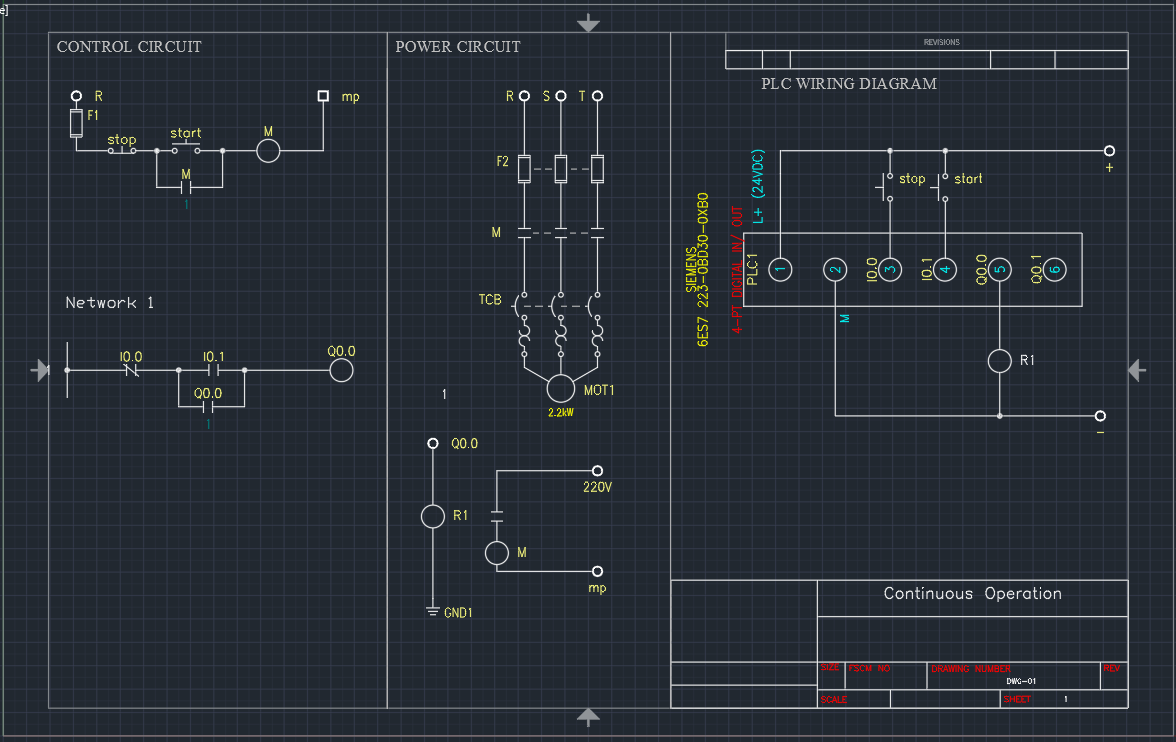 e]
CONTROL CIRCUIT
R
mp
F1
stop
start
M
M
1
Network 1
I0.0
I0.1
Q0.0
Q0.0
1
POWER CIRCUIT
R S T
F2
M
TCB
MOT1
2.2kW
1
Q0.0
220V
R1
M
mp
GND1
REVISIONS
PLC WIRING DIAGRAM
+
stop
start
L+ (24VDC)
SIEMENS
6ES7 223-0BD30-0XB0
4-PT DIGITAL IN/ OUT
PLC1
1
2
I0.0
3
I0.1
4
Q0.0
5
Q0.1
6
M
R1
-
Continuous Operation
SIZE
FSCM NO
DRAWING NUMBER
DWG-01
REV
SCALE
SHEET
1